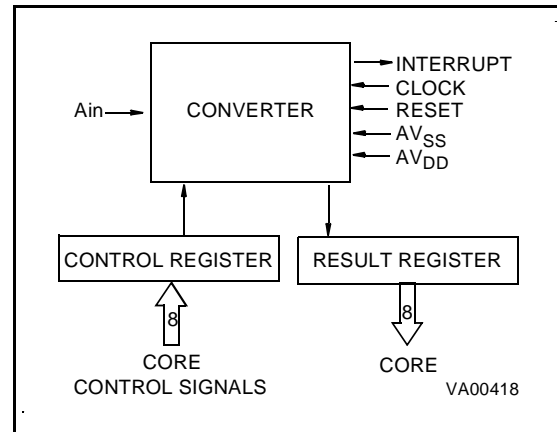 INTERRUPT
CLOCK
Ain
CONVERTER
RESET
AVSS
AVDD
CONTROL REGISTER
RESULT REGISTER
8
8
CORE
CONTROL SIGNALS
CORE
VA00418